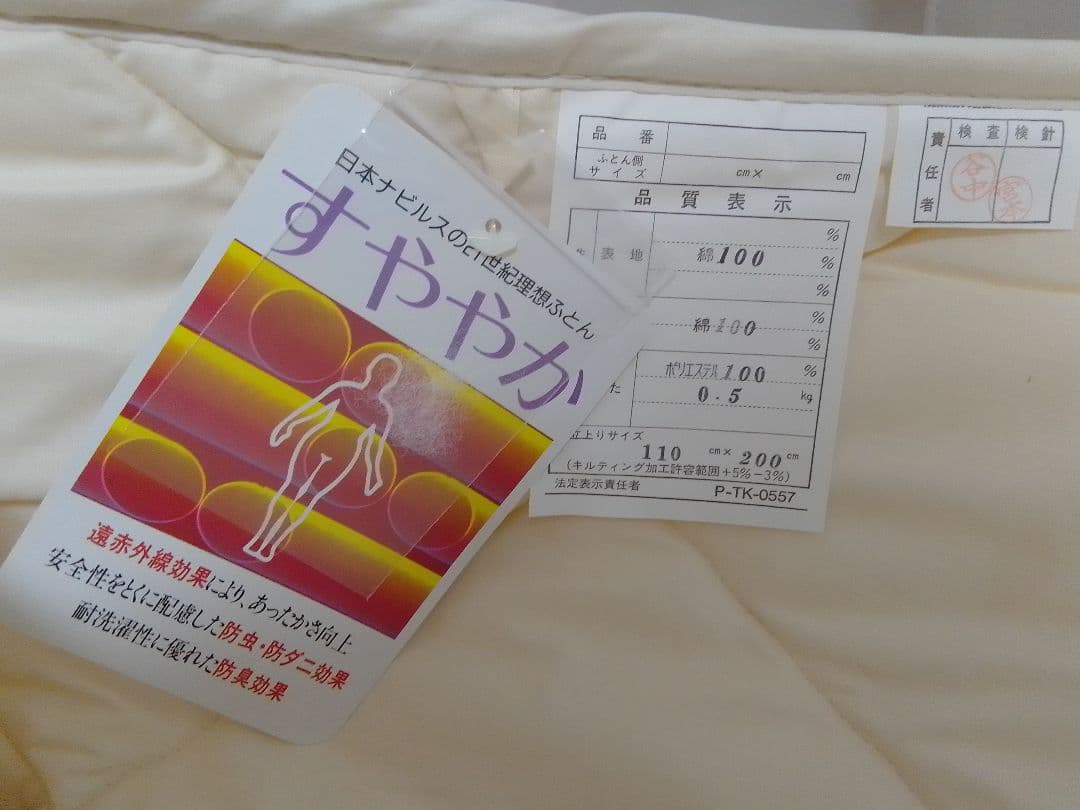 日本ナビルスの21世紀理想ふとん
すややか
遠赤外線効果により、あったかさ向上
安全性をとくに配慮した防虫・防ダニ効果
耐洗濯性に優れた防臭効果
品番
ふとん側
サイズ
cm× cm
品質表示
%
表地 綿100 %
%
綿100 %
%
ポリエステル 100 %
た 0.5 kg
上りサイズ
110 cm× 200 cm
(キルティング加工許容範囲+5%-3%)
法定表示責任者 P-TK-0557
責任者
検査 検針
谷中